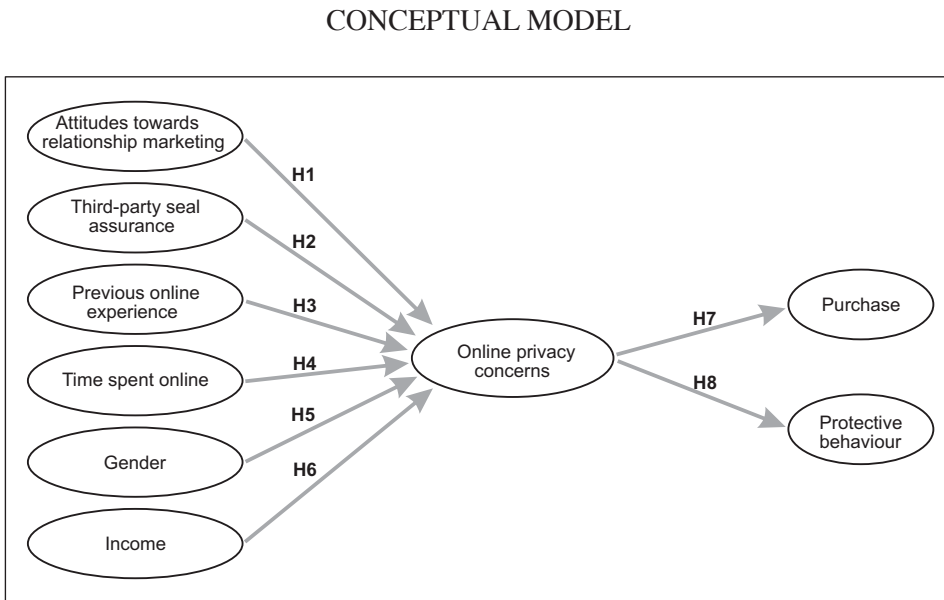 CONCEPTUAL MODEL
Attitudes towards
relationship marketing
H1
Third-party seal
assurance
H2
Previous online
experience
H3
Time spent online
H4
Gender
H5
Income
H6
Online privacy
concerns
H7
Purchase
H8
Protective
behaviour